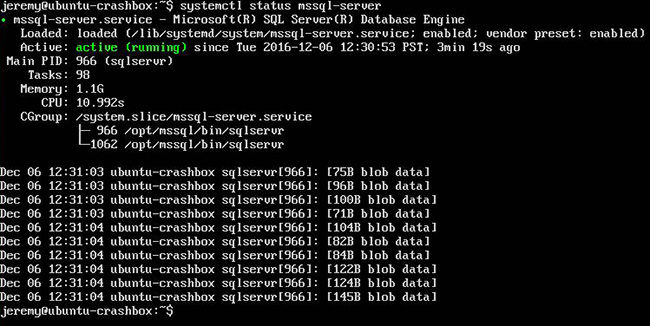 jeremy@ubuntu-crashbox:~$ systemctl status mssql-server
● mssql-server.service - Microsoft(R) SQL Server(R) Database Engine
Loaded: loaded (/lib/systemd/system/mssql-server.service; enabled; vendor preset: enabled)
Active: active (running) since Tue 2016-12-06 12:30:53 PST; 3min 19s ago
Main PID: 966 (sqlservr)
Tasks: 98
Memory: 1.1G
CPU: 10.992s
CGroup: /system.slice/mssql-server.service
├─ 966 /opt/mssql/bin/sqlservr
└─1062 /opt/mssql/bin/sqlservr
Dec 06 12:31:03 ubuntu-crashbox sqlservr[966]: [75B blob data]
Dec 06 12:31:03 ubuntu-crashbox sqlservr[966]: [96B blob data]
Dec 06 12:31:03 ubuntu-crashbox sqlservr[966]: [100B blob data]
Dec 06 12:31:03 ubuntu-crashbox sqlservr[966]: [71B blob data]
Dec 06 12:31:04 ubuntu-crashbox sqlservr[966]: [104B blob data]
Dec 06 12:31:04 ubuntu-crashbox sqlservr[966]: [82B blob data]
Dec 06 12:31:04 ubuntu-crashbox sqlservr[966]: [84B blob data]
Dec 06 12:31:04 ubuntu-crashbox sqlservr[966]: [122B blob data]
Dec 06 12:31:04 ubuntu-crashbox sqlservr[966]: [124B blob data]
Dec 06 12:31:04 ubuntu-crashbox sqlservr[966]: [145B blob data]
jeremy@ubuntu-crashbox:~$